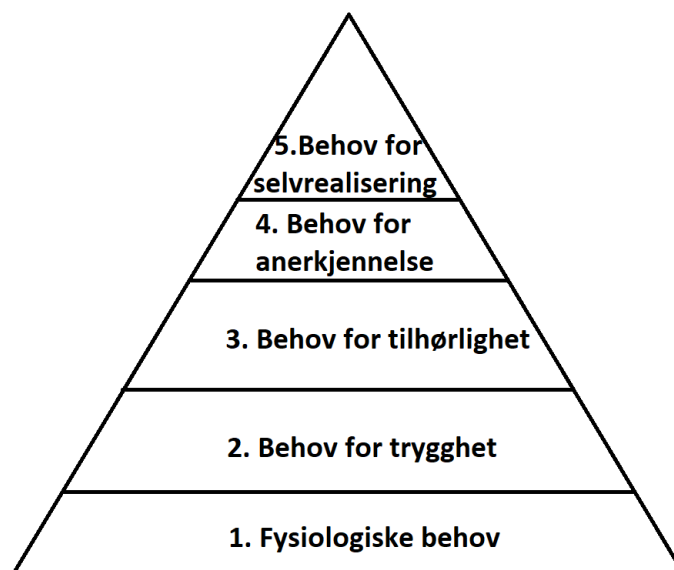 5.Behov for
selvrealisering
4. Behov for
anerkjennelse
3. Behov for tilhørlighet
2. Behov for trygghet
1. Fysiologiske behov